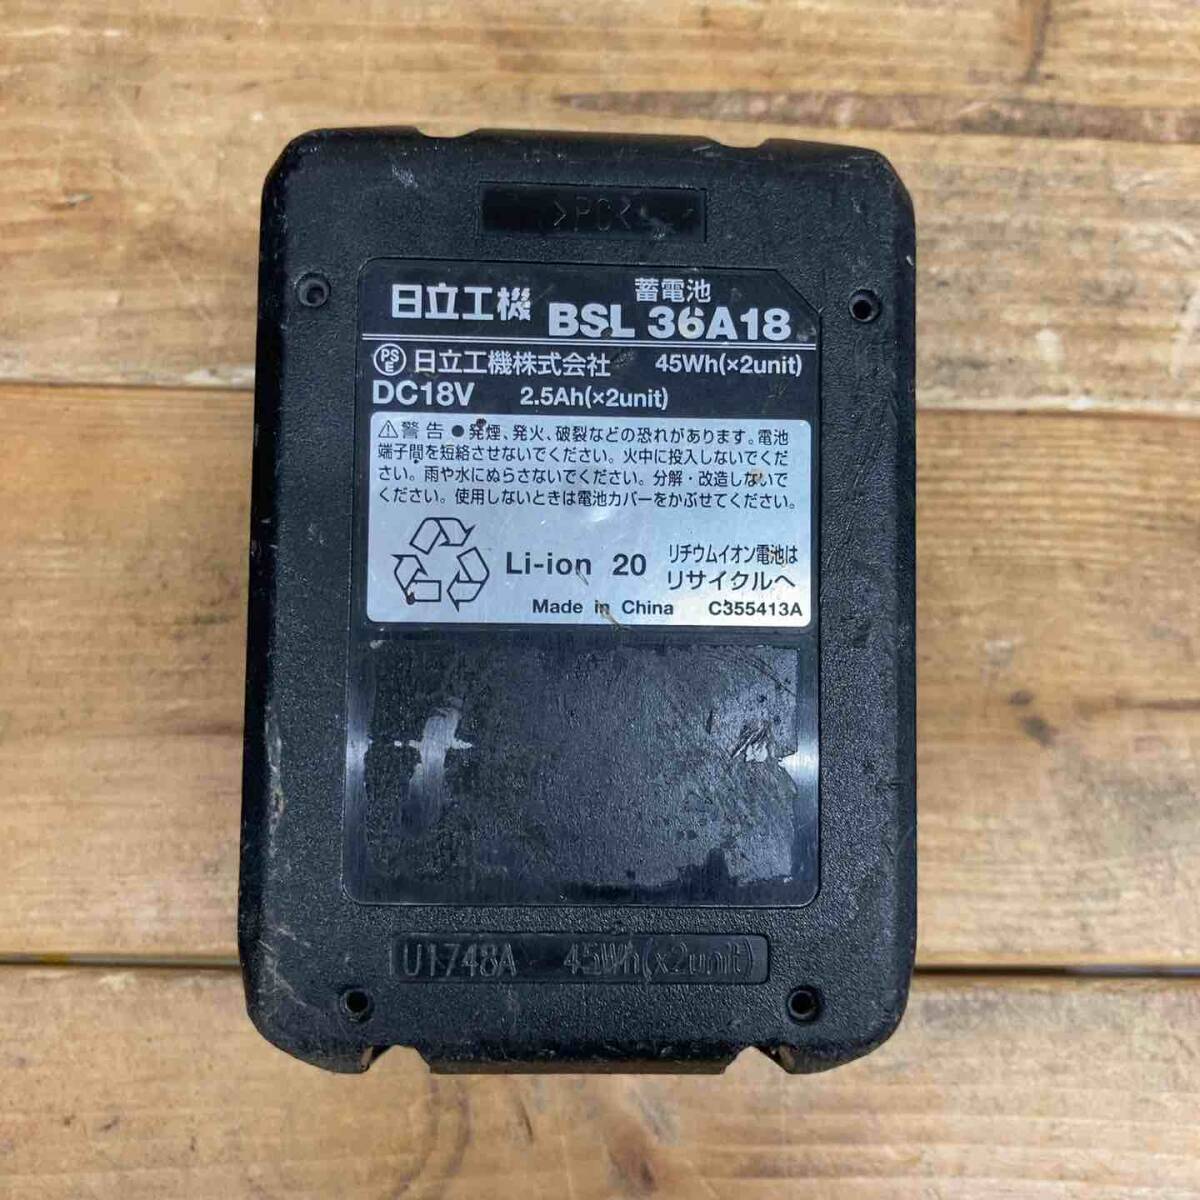 >PC<
日立工機
蓄電池
BSL 36A18
PSE 日立工機株式会社 45Wh(×2unit)
DC18V 2.5Ah(×2unit)
⚠警告 ●発煙、発火、破裂などの恐れがあります。電池
端子間を短絡させないでください。火中に投入しないでくだ
さい。雨や水にぬらさないでください。分解・改造しないで
ください。使用しないときは電池カバーをかぶせてください。
Li-ion 20
リチウムイオン電池は
リサイクルへ
Made in China C355413A
U1748A 45Wh(x2unit)